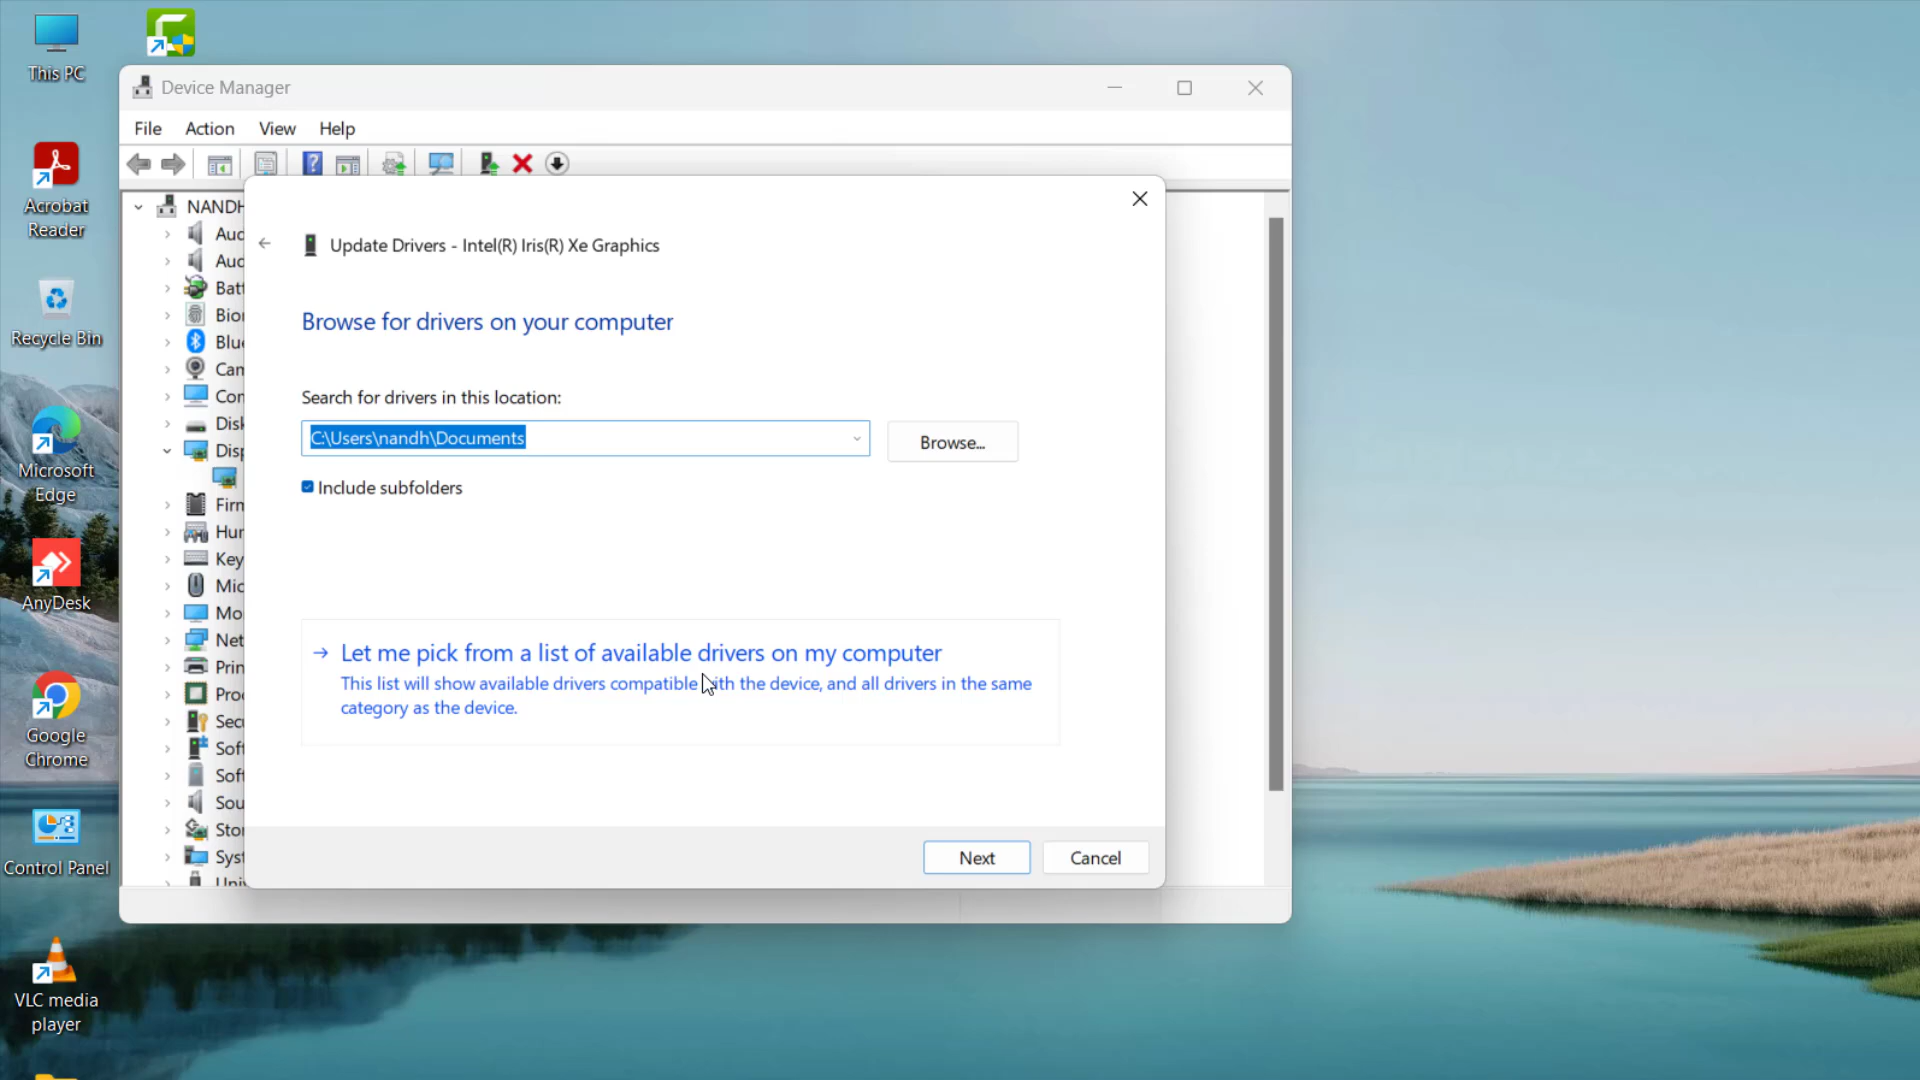 This PC
Acrobat
Reader
Recycle Bin
Microsoft
Edge
AnyDesk
Google
Chrome
Control Panel
VLC media
player
Device Manager
File Action View Help
NANDH
Aud
Aud
Batt
Bior
Blue
Cam
Com
Disk
Disp
Firm
Hum
Key
Mic
Mo
Net
Prin
Proc
Secu
Soft
Soft
Sou
Stor
Syst
Univ
Update Drivers - Intel(R) Iris(R) Xe Graphics
Browse for drivers on your computer
Search for drivers in this location:
C:\Users\nandh\Documents
Browse...
Include subfolders
Let me pick from a list of available drivers on my computer
This list will show available drivers compatible with the device, and all drivers in the same
category as the device.
Next
Cancel